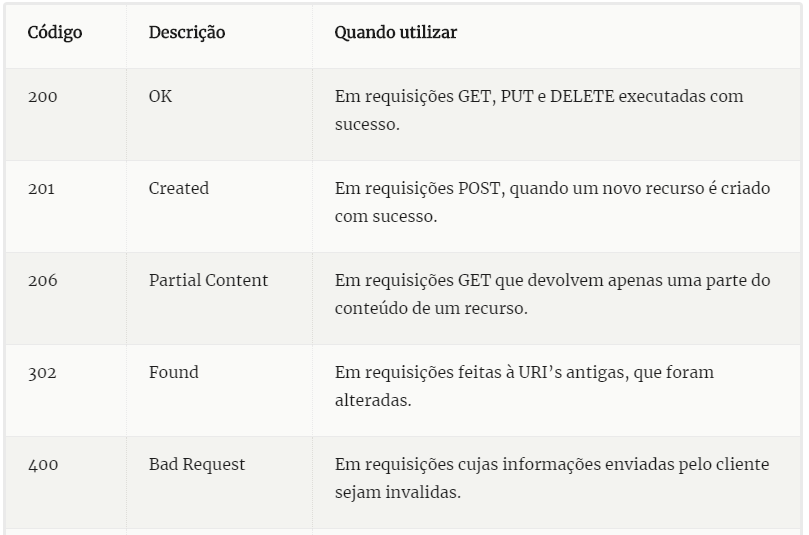 Código Descrição Quando utilizar
200 OK Em requisições GET, PUT e DELETE executadas com
sucesso.
201 Created Em requisições POST, quando um novo recurso é criado
com sucesso.
206 Partial Content Em requisições GET que devolvem apenas uma parte do
conteúdo de um recurso.
302 Found Em requisições feitas à URI’s antigas, que foram
alteradas.
400 Bad Request Em requisições cujas informações enviadas pelo cliente
sejam invalidas.